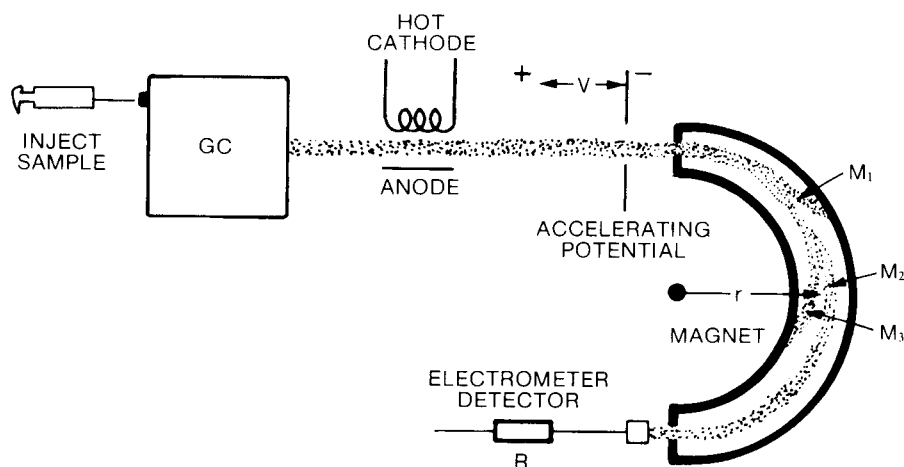 HOT
CATHODE
+ V −
INJECT
SAMPLE
GC
ANODE
ACCELERATING
POTENTIAL
M₁
M₂
r
MAGNET
M₃
ELECTROMETER
DETECTOR
R